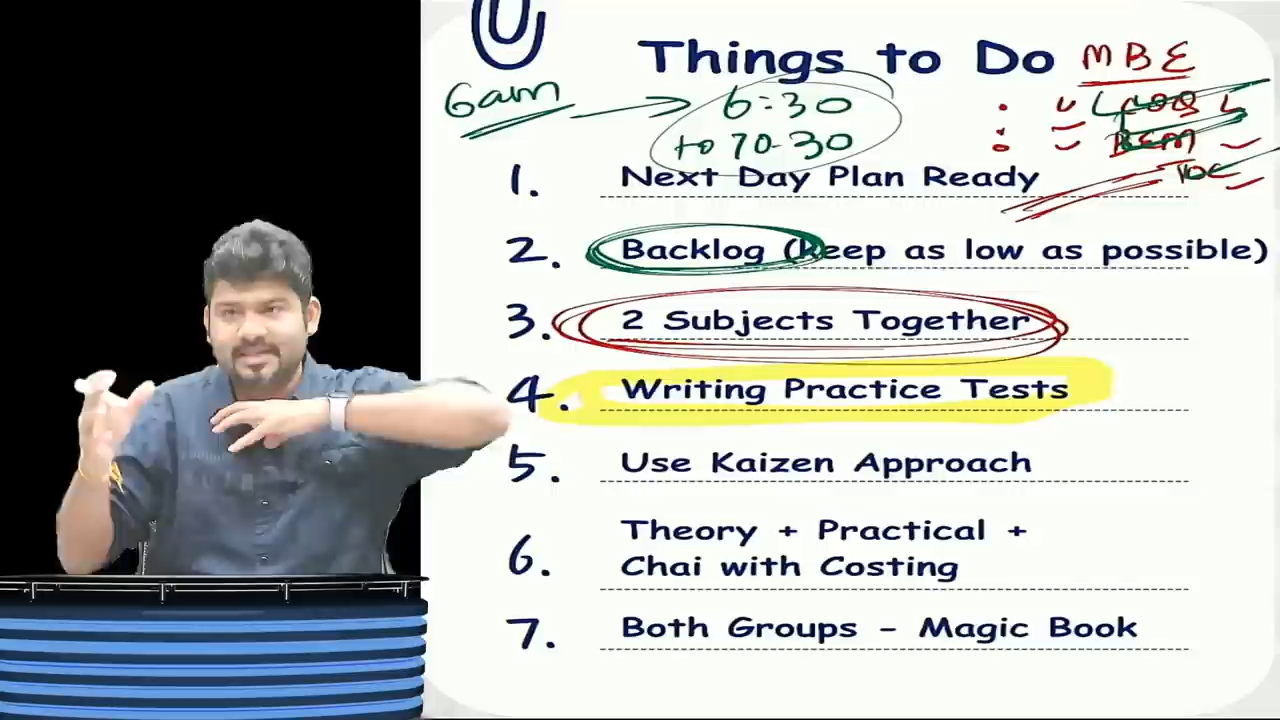 Things to Do MBE
6am
6:30
to 70-30
1. Next Day Plan Ready
2. Backlog (keep as low as possible)
3. 2 Subjects Together
4. Writing Practice Tests
5. Use Kaizen Approach
6. Theory + Practical +
Chai with Costing
7. Both Groups - Magic Book